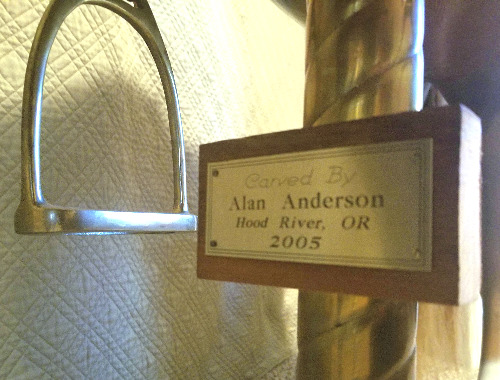 Carved By
Alan Anderson
Hood River, OR
2005